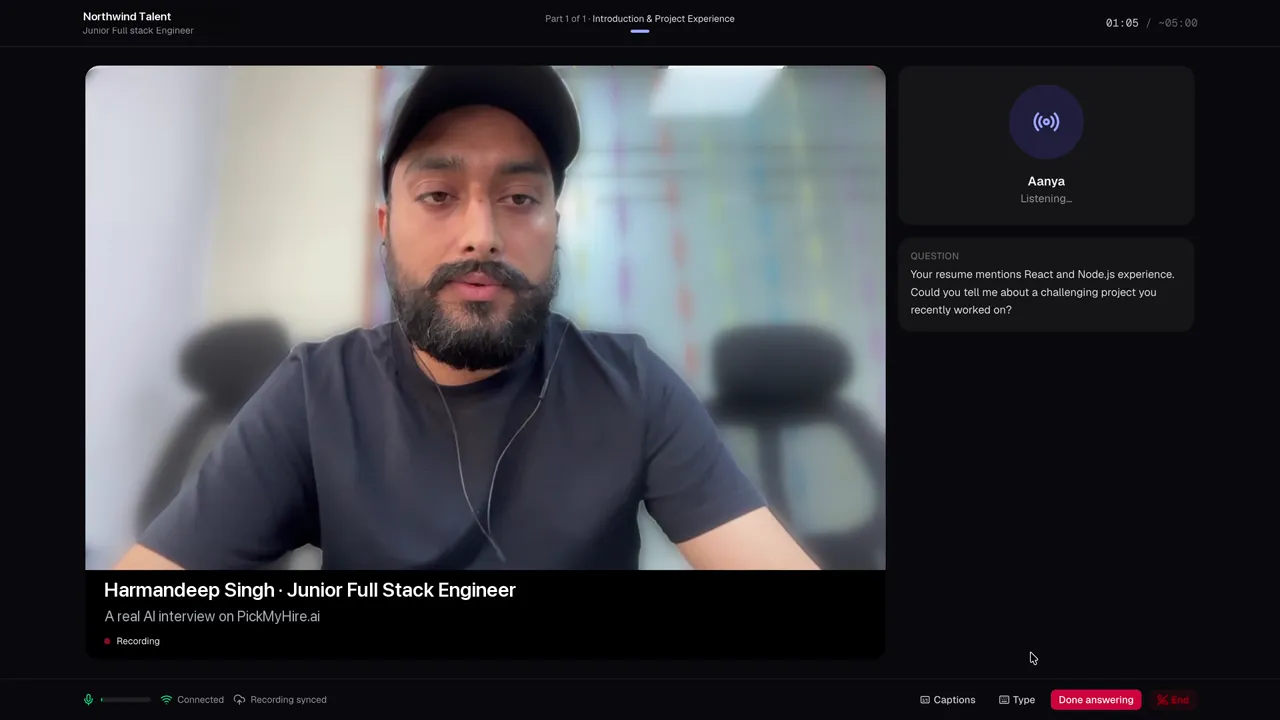 Northwind Talent
Junior Full stack Engineer
Part 1 of 1 · Introduction & Project Experience
01:05 / ~05:00
Aanya
Listening...
QUESTION
Your resume mentions React and Node.js experience.
Could you tell me about a challenging project you
recently worked on?
Harmandeep Singh · Junior Full Stack Engineer
A real AI interview on PickMyHire.ai
Recording
Connected
Recording synced
Captions
Type
Done answering
End